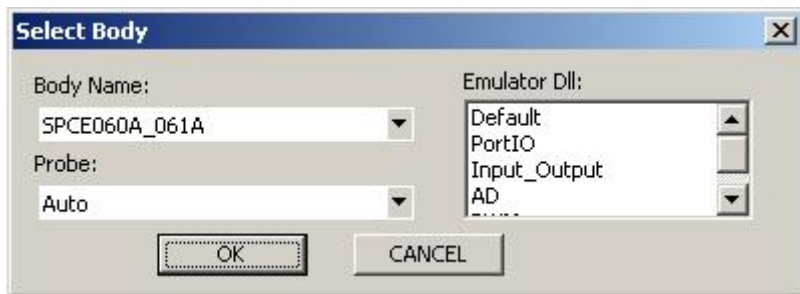 Select Body
Body Name:
SPCE060A_061A
Probe:
Auto
Emulator Dll:
Default
PortIO
Input_Output
AD
OK
CANCEL